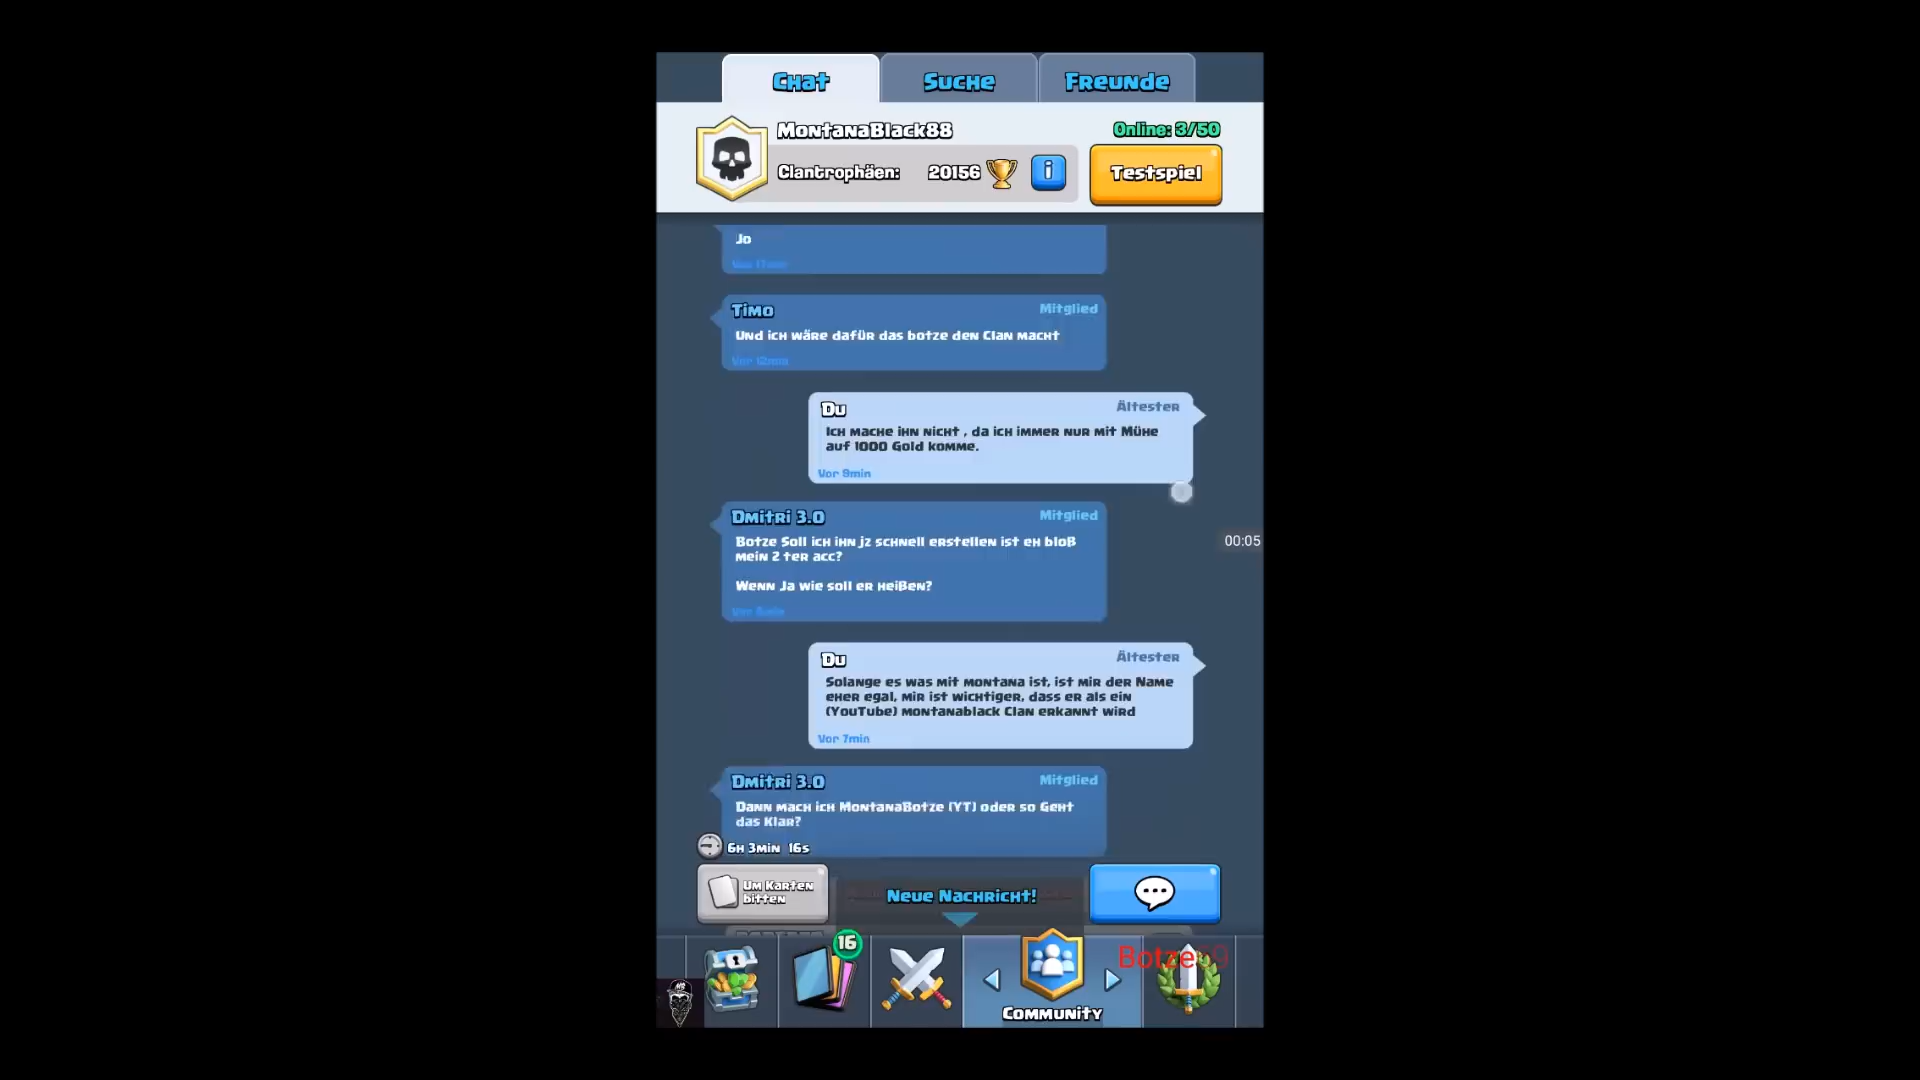 Chat
Suche
Freunde
MontanaBlack88
Online: 3/50
Clantrophäen:
20156
i
Testspiel
Jo
Timo
Mitglied
Und ich wäre dafür das botze den Clan macht
Vor 12min
Du
Ältester
Ich mache ihn nicht , da ich immer nur mit Mühe
auf 1000 Gold komme.
Vor 9min
Dmitri 3.0
Mitglied
Botze Soll ich ihn jz schnell erstellen ist eh bloß
mein 2 ter acc?
Wenn Ja wie soll er heißen?
00:05
Du
Ältester
Solange es was mit montana ist, ist mir der Name
eher egal, mir ist wichtiger, dass er als ein
(YouTube) montanablack Clan erkannt wird
Vor 7min
Dmitri 3.0
Mitglied
Dann mach ich MontanaBotze (YT) oder so Geht
das Klar?
6h 3min 16s
Um Karten
bitten
Neue Nachricht!
16
Botze69
Community